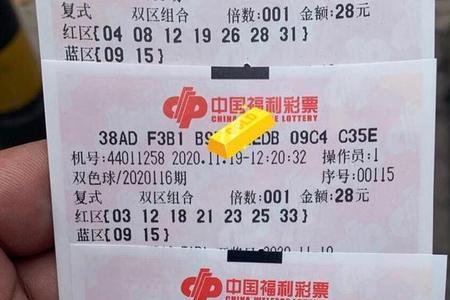 复式 双区组合 倍数:001 金额:28元
红区[04 08 12 19 26 28 31]
蓝区[09 15]
中国福利彩票
CHINA WELFARE LOTTERY
38AD F3B1 EDB 09C4 C35E
GOLD
机号:44011258 2020.11.19-12:20:32 操作员:1
双色球/2020116期 序号:00115
复式 双区组合 倍数:001 金额:28元
红区[03 12 18 21 23 25 33]
蓝区[09 15]
中国福利彩票